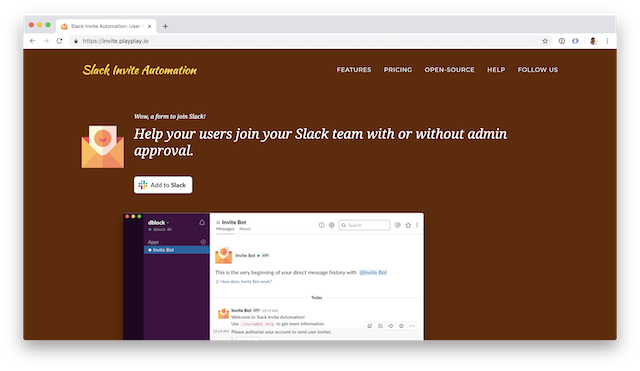 Slack Invite Automation: User
https://invite.playplay.io
Slack Invite Automation
FEATURES PRICING OPEN-SOURCE HELP FOLLOW US
Wow, a form to join Slack!
Help your users join your Slack team with or without admin
approval.
Add to Slack
dblock
dblock
Apps
Invite Bot
Invite Bot
Messages About
Search
Invite Bot APP
This is the very beginning of your direct message history with @Invite Bot
How does Invite Bot work?
Today
Invite Bot APP 10:19 AM
Welcome to Slack Invite Automation!
Use help to get more information.
10:19 AM Please authorize your account to send user invites.